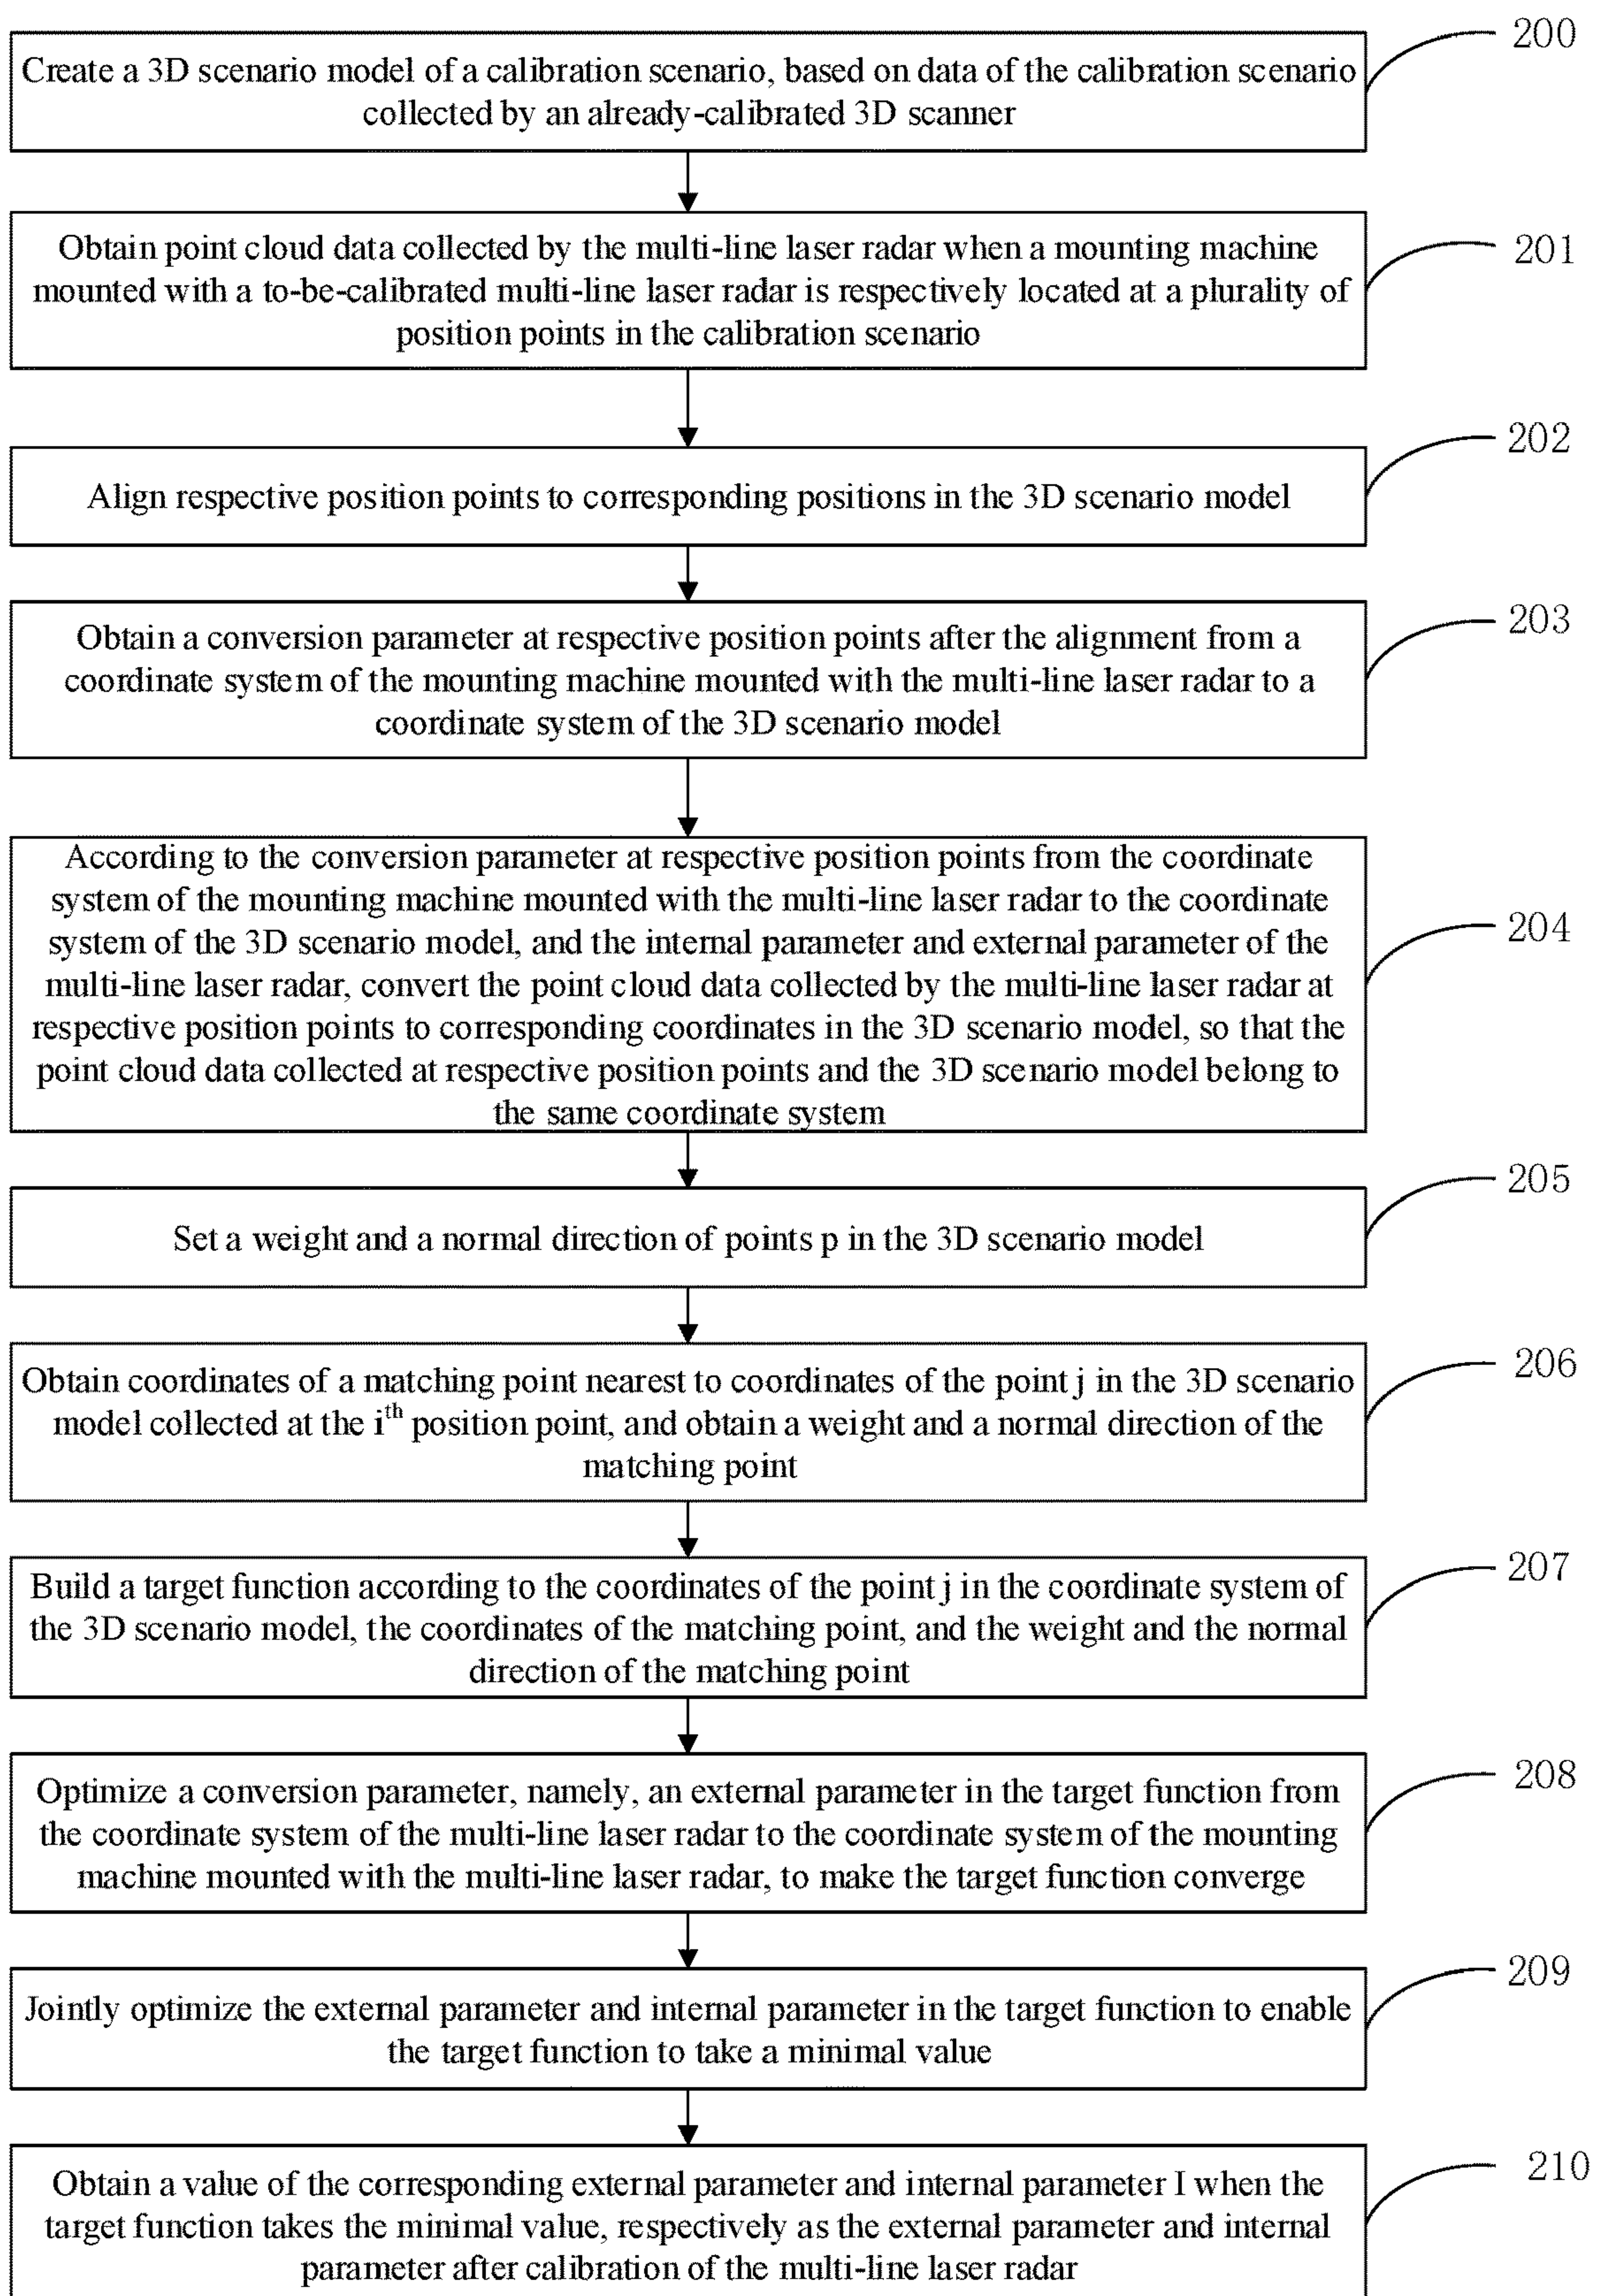 200
Create a 3D scenario model of a calibration scenario, based on data of the calibration scenario
collected by an already-calibrated 3D scanner
201
Obtain point cloud data collected by the multi-line laser radar when a mounting machine
mounted with a to-be-calibrated multi-line laser radar is respectively located at a plurality of
position points in the calibration scenario
202
Align respective position points to corresponding positions in the 3D scenario model
203
Obtain a conversion parameter at respective position points after the alignment from a
coordinate system of the mounting machine mounted with the multi-line laser radar to a
coordinate system of the 3D scenario model
204
According to the conversion parameter at respective position points from the coordinate
system of the mounting machine mounted with the multi-line laser radar to the coordinate
system of the 3D scenario model, and the internal parameter and external parameter of the
multi-line laser radar, convert the point cloud data collected by the multi-line laser radar at
respective position points to corresponding coordinates in the 3D scenario model, so that the
point cloud data collected at respective position points and the 3D scenario model belong to
the same coordinate system
205
Set a weight and a normal direction of points p in the 3D scenario model
206
Obtain coordinates of a matching point nearest to coordinates of the point j in the 3D scenario
model collected at the ith position point, and obtain a weight and a normal direction of the
matching point
207
Build a target function according to the coordinates of the point j in the coordinate system of
the 3D scenario model, the coordinates of the matching point, and the weight and the normal
direction of the matching point
208
Optimize a conversion parameter, namely, an external parameter in the target function from
the coordinate system of the multi-line laser radar to the coordinate system of the mounting
machine mounted with the multi-line laser radar, to make the target function converge
209
Jointly optimize the external parameter and internal parameter in the target function to enable
the target function to take a minimal value
210
Obtain a value of the corresponding external parameter and internal parameter I when the
target function takes the minimal value, respectively as the external parameter and internal
parameter after calibration of the multi-line laser radar